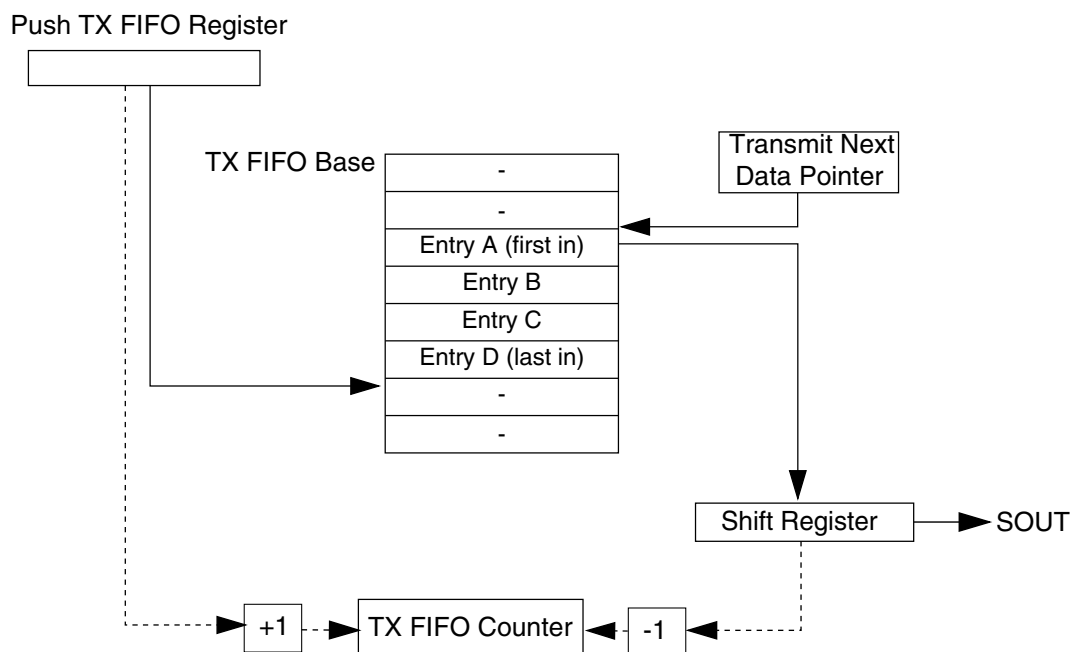 Push TX FIFO Register
TX FIFO Base
-
-
Entry A (first in)
Entry B
Entry C
Entry D (last in)
-
-
Transmit Next
Data Pointer
Shift Register
SOUT
+1
TX FIFO Counter
-1